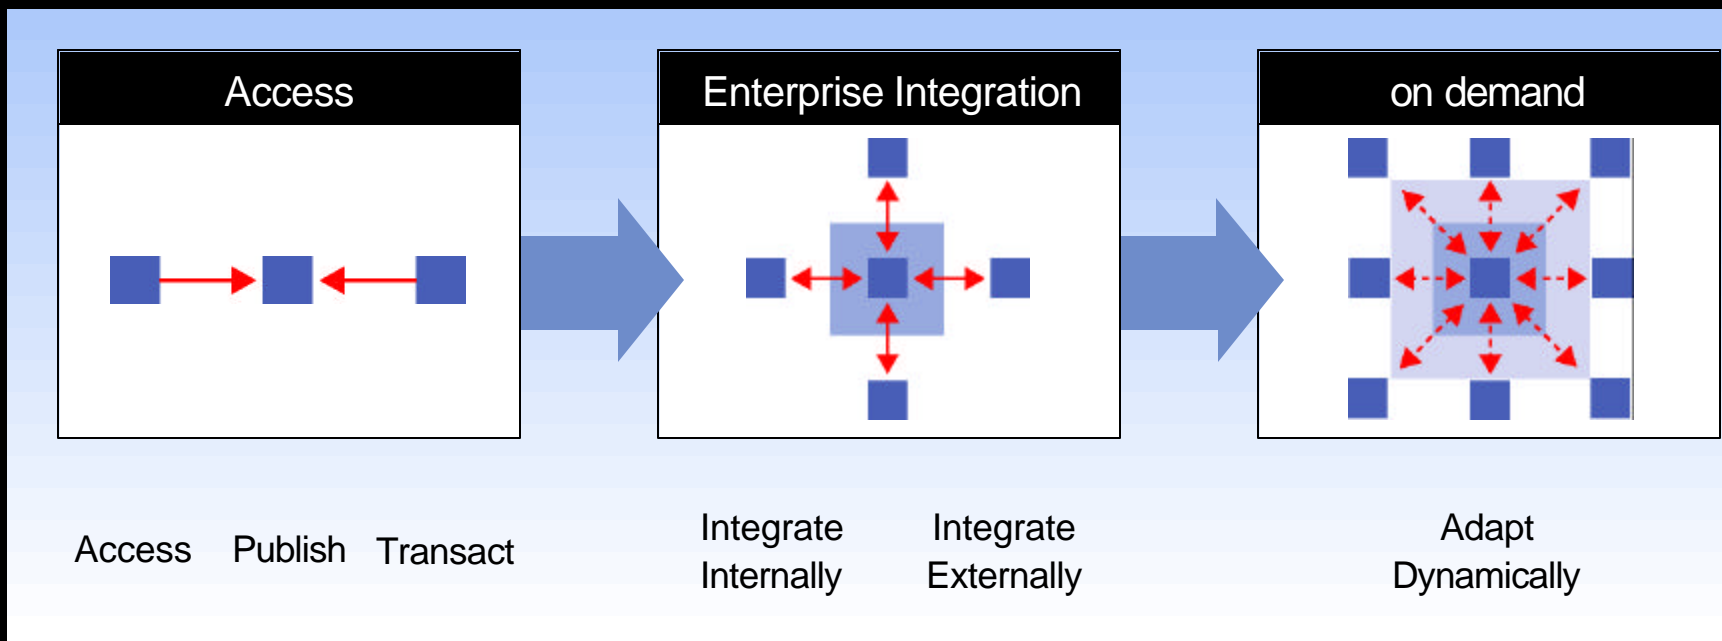 Access
Enterprise Integration
on demand
Access Publish Transact
Integrate
Internally
Integrate
Externally
Adapt
Dynamically